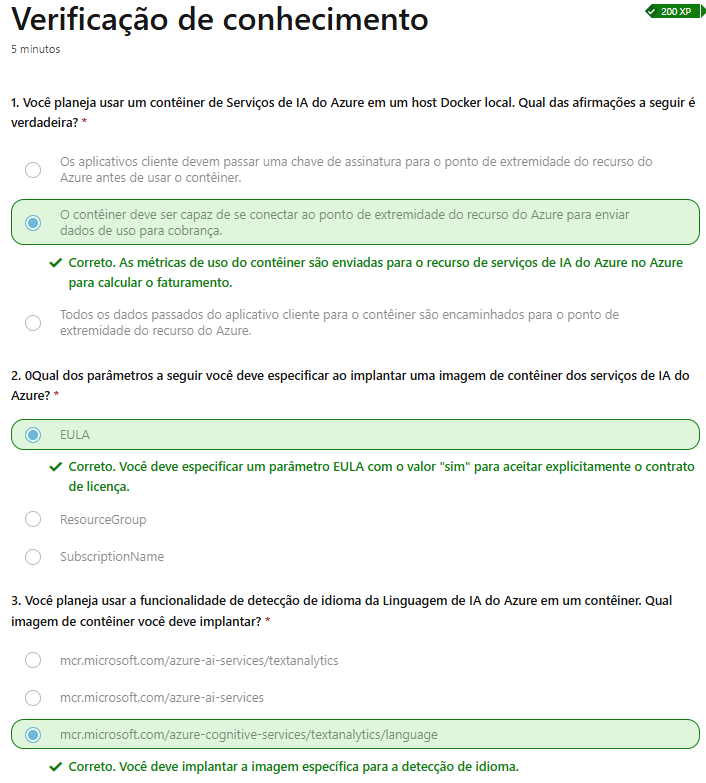 Verificação de conhecimento
200 XP
5 minutos
1. Você planeja usar um contêiner de Serviços de IA do Azure em um host Docker local. Qual das afirmações a seguir é
verdadeira? *
Os aplicativos cliente devem passar uma chave de assinatura para o ponto de extremidade do recurso do
Azure antes de usar o contêiner.
O contêiner deve ser capaz de se conectar ao ponto de extremidade do recurso do Azure para enviar
dados de uso para cobrança.
Correto. As métricas de uso do contêiner são enviadas para o recurso de serviços de IA do Azure no Azure
para calcular o faturamento.
Todos os dados passados do aplicativo cliente para o contêiner são encaminhados para o ponto de
extremidade do recurso do Azure.
2. 0Qual dos parâmetros a seguir você deve especificar ao implantar uma imagem de contêiner dos serviços de IA do
Azure? *
EULA
Correto. Você deve especificar um parâmetro EULA com o valor "sim" para aceitar explicitamente o contrato
de licença.
ResourceGroup
SubscriptionName
3. Você planeja usar a funcionalidade de detecção de idioma da Linguagem de IA do Azure em um contêiner. Qual
imagem de contêiner você deve implantar? *
mcr.microsoft.com/azure-ai-services/textanalytics
mcr.microsoft.com/azure-ai-services
mcr.microsoft.com/azure-cognitive-services/textanalytics/language
Correto. Você deve implantar a imagem específica para a detecção de idioma.